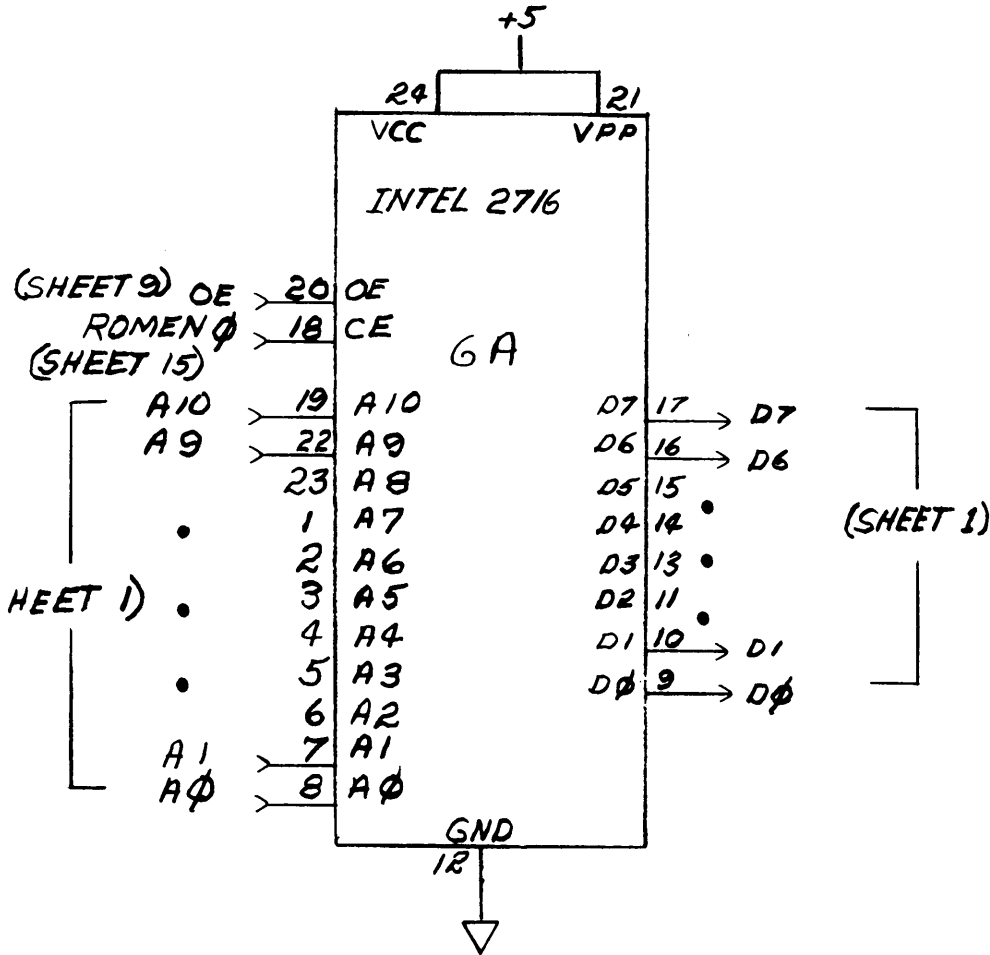 +5
24 21
VCC VPP
INTEL 2716
(SHEET 9) OE 20 OE
ROMENØ 18 CE
(SHEET 15)
6A
A10 19 A10 D7 17 D7
A9 22 A9 D6 16 D6
23 A8 D5 15
1 A7 D4 14 (SHEET 1)
2 A6 D3 13
HEET 1) 3 A5 D2 11
4 A4 D1 10 D1
5 A3 DØ 9 DØ
6 A2
A1 7 A1
AØ 8 AØ
GND
12